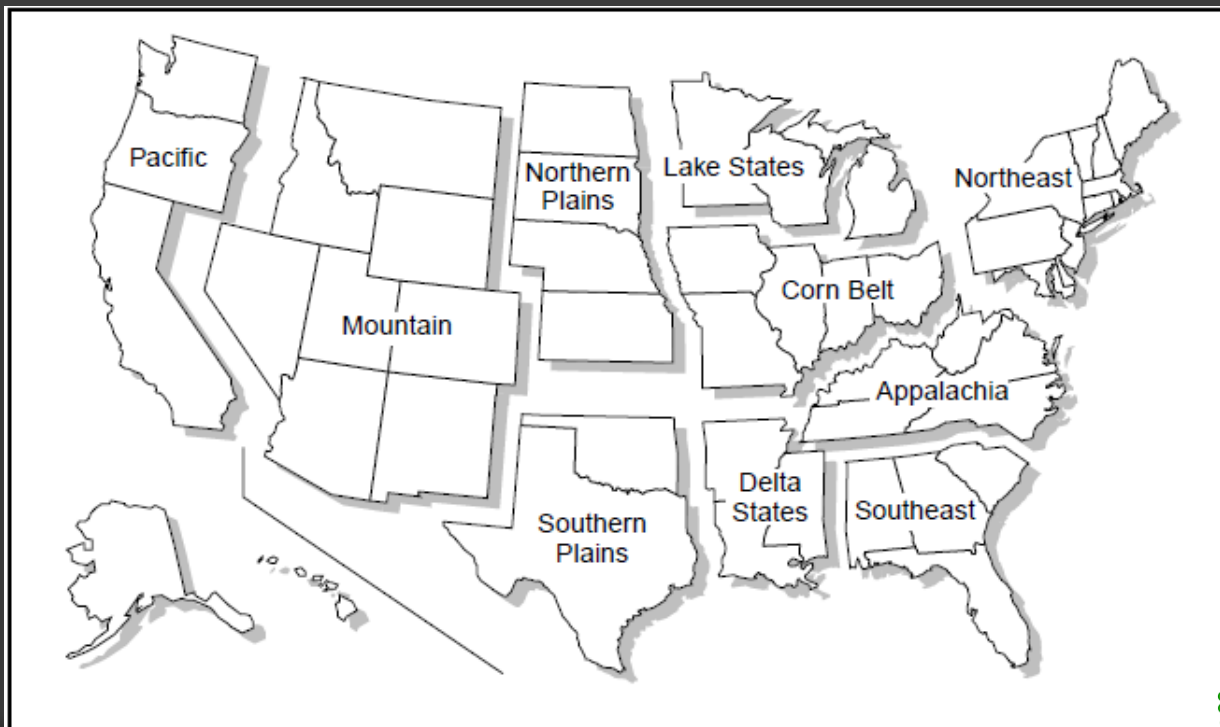 Pacific
Northern
Plains
Lake States
Northeast
Mountain
Corn Belt
Appalachia
Southern
Plains
Delta
States
Southeast